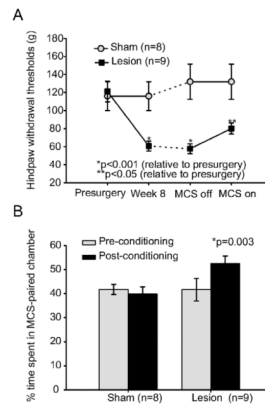 A
Hindpaw withdrawal thresholds (g)
200
180
160
140
120
100
80
60
40
20
Sham (n=8)
Lesion (n=9)
*
*
**
*p<0.001 (relative to presurgery)
**p<0.05 (relative to presurgery)
Presurgery Week 8 MCS off MCS on
B
% time spent in MCS-paired chamber
60
50
40
30
20
10
0
Pre-conditioning
Post-conditioning
*p=0.003
Sham (n=8) Lesion (n=9)